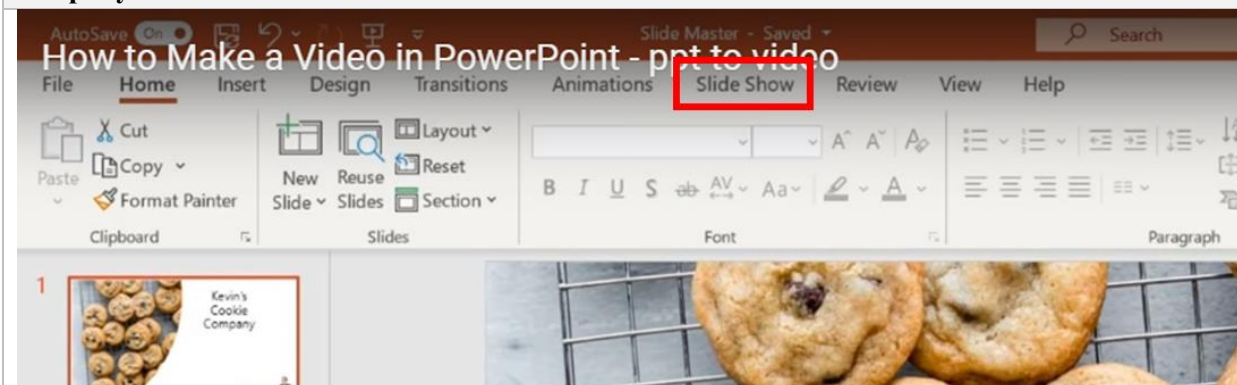 AutoSave On Slide Master - Saved Search
How to Make a Video in PowerPoint - ppt to video
File Home Insert Design Transitions Animations Slide Show Review View Help
Cut
Copy
Paste
Format Painter
Clipboard
New Slide
Reuse Slides
Layout
Reset
Section
Slides
B I U S ab AV Aa A
A A A
Font
Paragraph
1
Kevin's
Cookie
Company